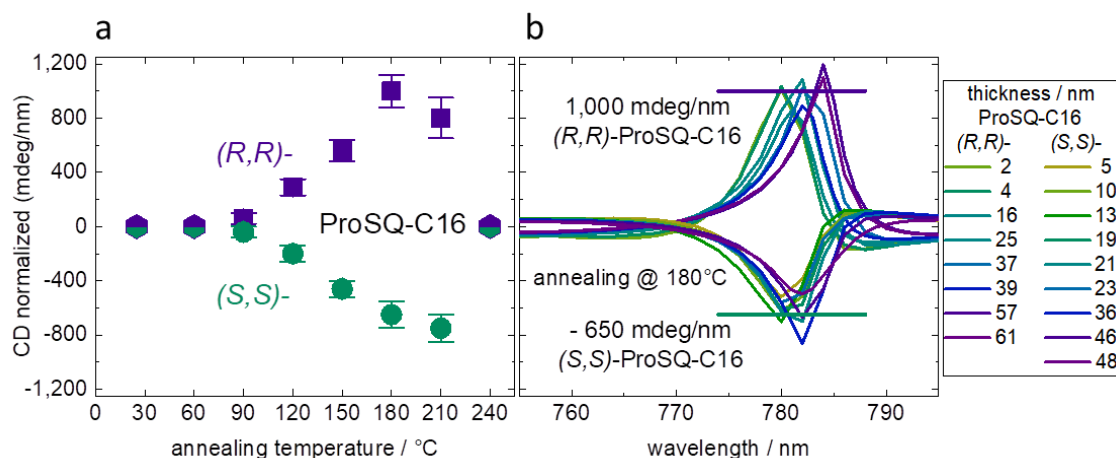 a
CD normalized (mdeg/nm)
1,200
800
400
0
-400
-800
-1,200
(R,R)-
ProSQ-C16
(S,S)-
0 30 60 90 120 150 180 210 240
annealing temperature / °C
b
1,000 mdeg/nm
(R,R)-ProSQ-C16
annealing @ 180°C
- 650 mdeg/nm
(S,S)-ProSQ-C16
760 770 780 790
wavelength / nm
thickness / nm
ProSQ-C16
(R,R)- (S,S)-
2 5
4 10
16 13
25 19
37 21
39 23
57 36
61 46
48